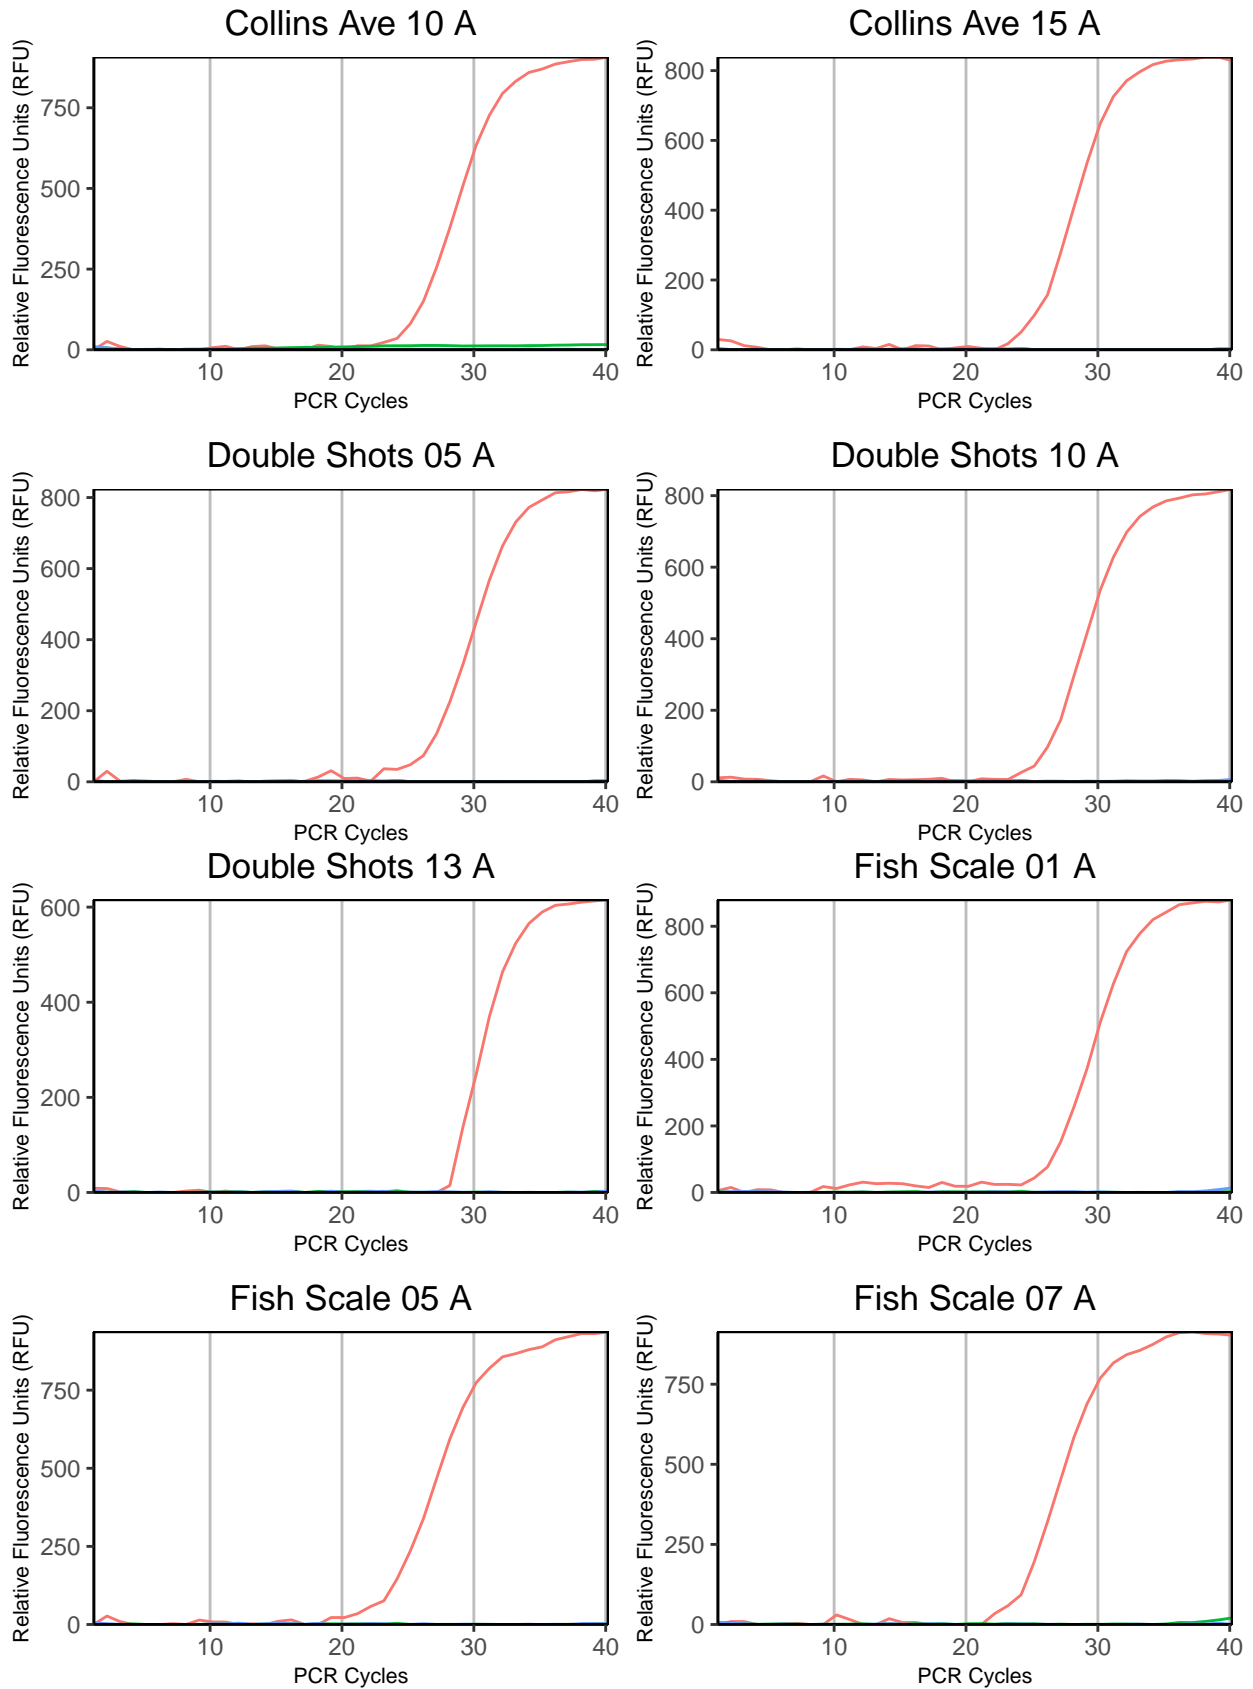 Collins Ave 10 A
Relative Fluorescence Units (RFU)
750
500
250
0
10 20 30 40
PCR Cycles
Collins Ave 15 A
Relative Fluorescence Units (RFU)
800
600
400
200
0
10 20 30 40
PCR Cycles
Double Shots 05 A
Relative Fluorescence Units (RFU)
800
600
400
200
0
10 20 30 40
PCR Cycles
Double Shots 10 A
Relative Fluorescence Units (RFU)
800
600
400
200
0
10 20 30 40
PCR Cycles
Double Shots 13 A
Relative Fluorescence Units (RFU)
600
400
200
0
10 20 30 40
PCR Cycles
Fish Scale 01 A
Relative Fluorescence Units (RFU)
800
600
400
200
0
10 20 30 40
PCR Cycles
Fish Scale 05 A
Relative Fluorescence Units (RFU)
750
500
250
0
10 20 30 40
PCR Cycles
Fish Scale 07 A
Relative Fluorescence Units (RFU)
750
500
250
0
10 20 30 40
PCR Cycles